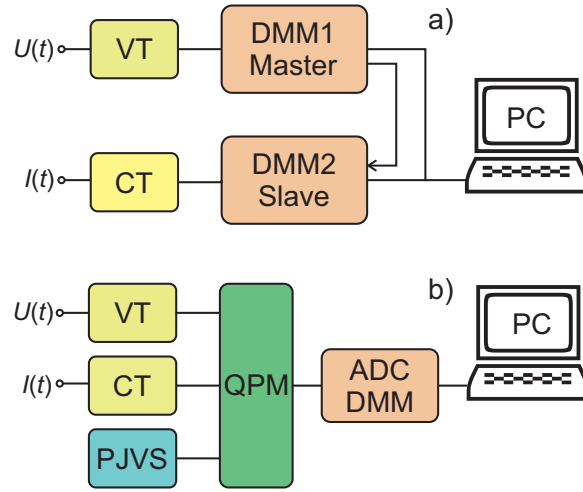 a)
U(t)
VT
DMM1
Master
PC
I(t)
CT
DMM2
Slave
b)
U(t)
VT
PC
I(t)
CT
QPM
ADC
DMM
PJVS